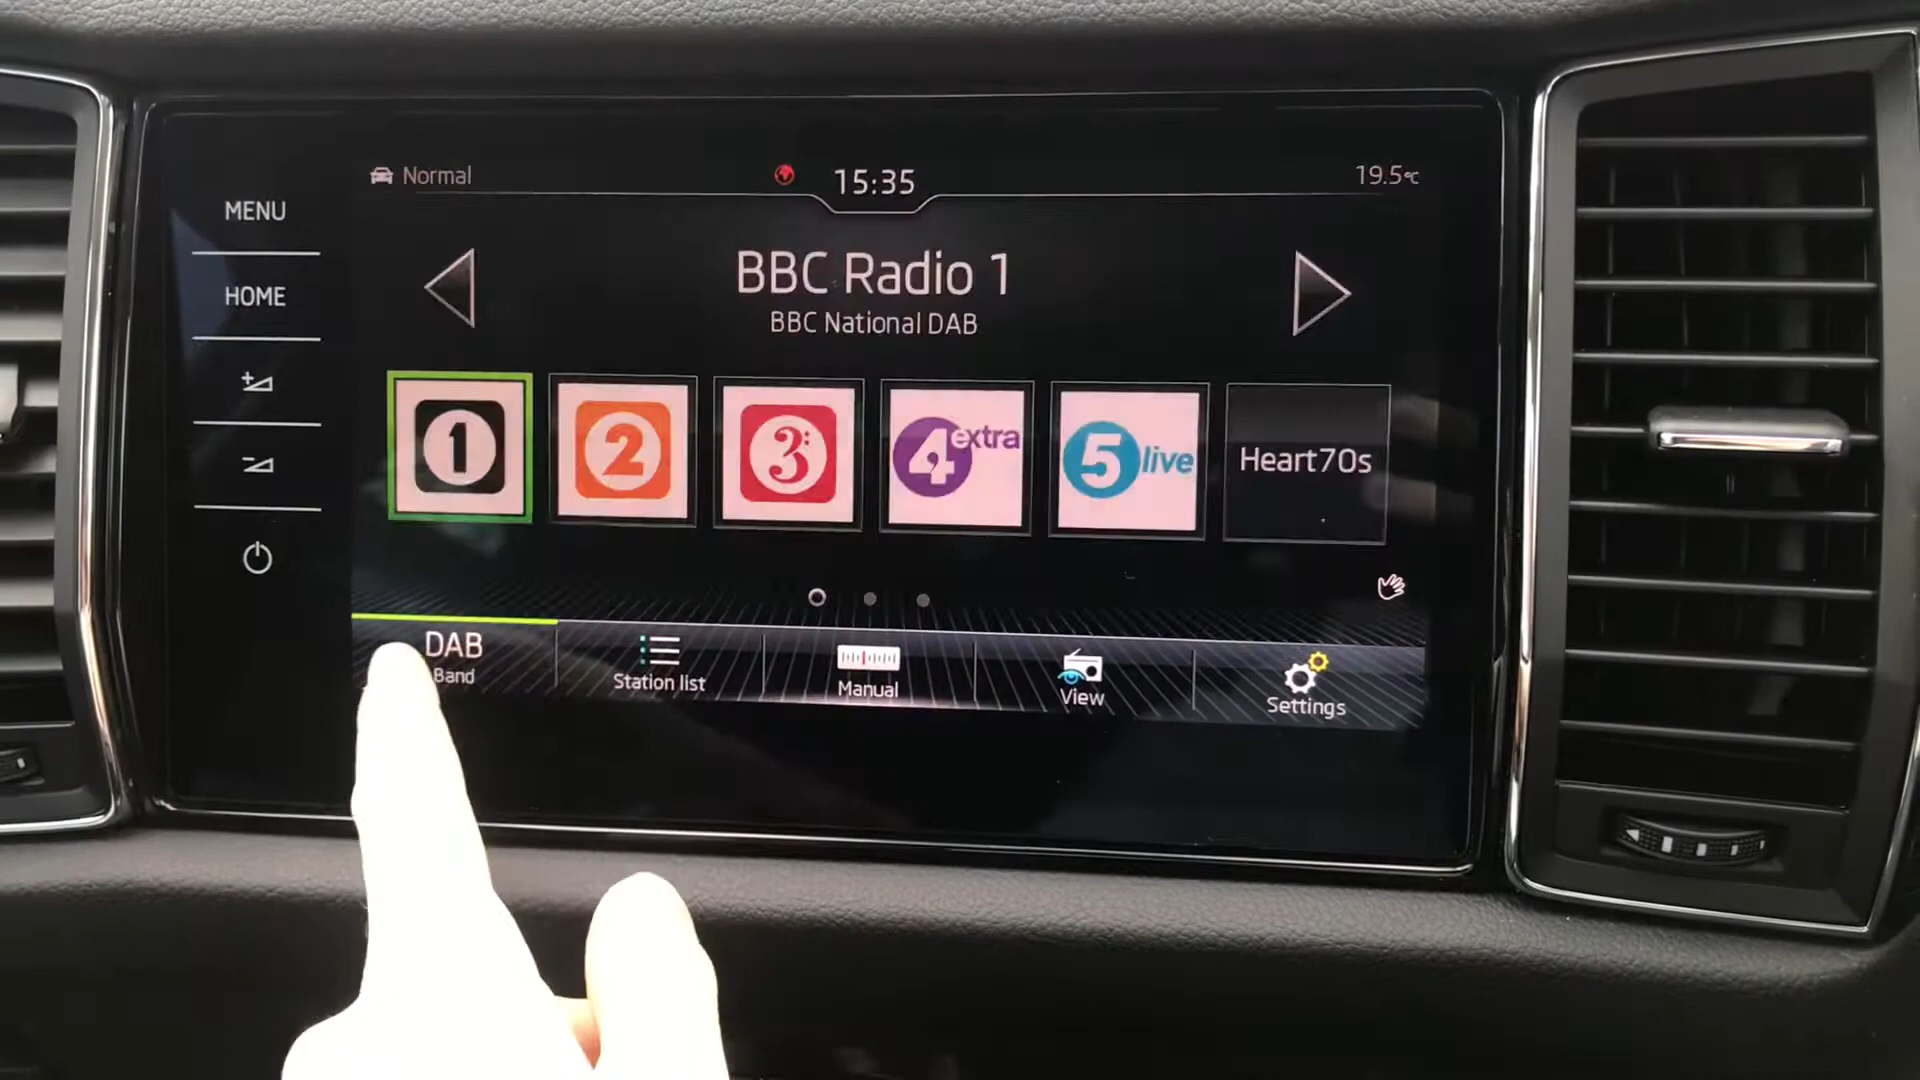 Normal
15:35
19.5°C
MENU
HOME
BBC Radio 1
BBC National DAB
1
2
3
4 extra
5 live
Heart70s
DAB
Band
Station list
Manual
View
Settings